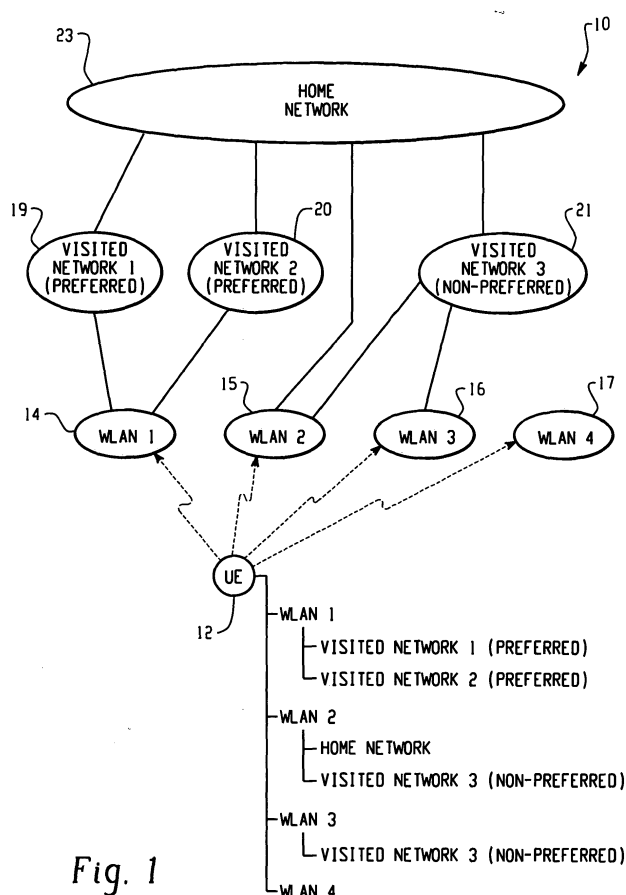 10
23
HOME
NETWORK
19
20
21
VISITED
NETWORK 1
(PREFERRED)
VISITED
NETWORK 2
(PREFERRED)
VISITED
NETWORK 3
(NON-PREFERRED)
14
15
16
17
WLAN 1
WLAN 2
WLAN 3
WLAN 4
UE
12
WLAN 1
VISITED NETWORK 1 (PREFERRED)
VISITED NETWORK 2 (PREFERRED)
WLAN 2
HOME NETWORK
VISITED NETWORK 3 (NON-PREFERRED)
WLAN 3
VISITED NETWORK 3 (NON-PREFERRED)
WLAN 4
Fig. 1